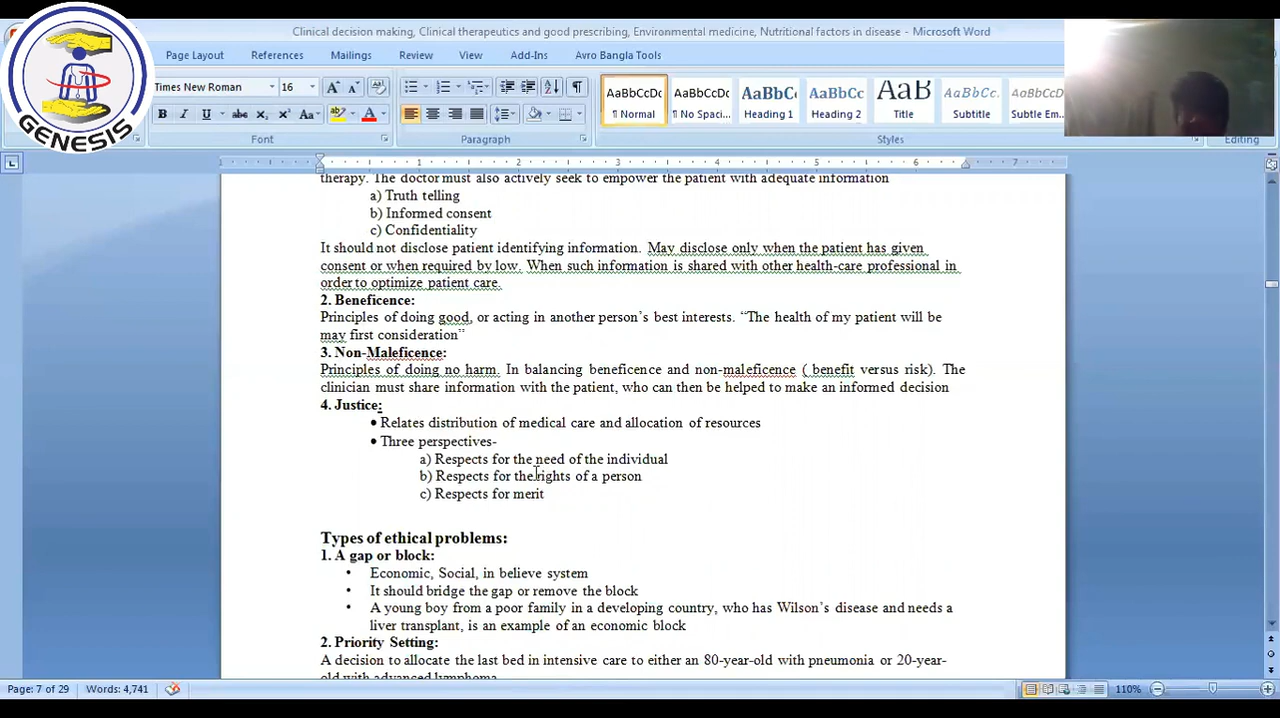 Clinical decision making, Clinical therapeutics and good prescribing, Environmental medicine, Nutritional factors in disease - Microsoft Word
GENESIS
Page Layout References Mailings Review View Add-Ins Avro Bangla Tools
Times New Roman 16
AaBbCcDc AaBbCcDc AaBbC AaBbCc AaB AaBbCc. AaBbCcD
¶ Normal ¶ No Spaci... Heading 1 Heading 2 Title Subtitle Subtle Em...
Font Paragraph Styles Editing
1 2 3 4 5 6 7
therapy. The doctor must also actively seek to empower the patient with adequate information
a) Truth telling
b) Informed consent
c) Confidentiality
It should not disclose patient identifying information. May disclose only when the patient has given
consent or when required by low. When such information is shared with other health-care professional in
order to optimize patient care.
2. Beneficence:
Principles of doing good, or acting in another person’s best interests. “The health of my patient will be
may first consideration”
3. Non-Maleficence:
Principles of doing no harm. In balancing beneficence and non-maleficence ( benefit versus risk). The
clinician must share information with the patient, who can then be helped to make an informed decision
4. Justice:
• Relates distribution of medical care and allocation of resources
• Three perspectives-
a) Respects for the need of the individual
b) Respects for the rights of a person
c) Respects for merit
Types of ethical problems:
1. A gap or block:
• Economic, Social, in believe system
• It should bridge the gap or remove the block
• A young boy from a poor family in a developing country, who has Wilson’s disease and needs a
liver transplant, is an example of an economic block
2. Priority Setting:
A decision to allocate the last bed in intensive care to either an 80-year-old with pneumonia or 20-year-
old with advanced lymphoma
Page: 7 of 29 Words: 4,741 110%